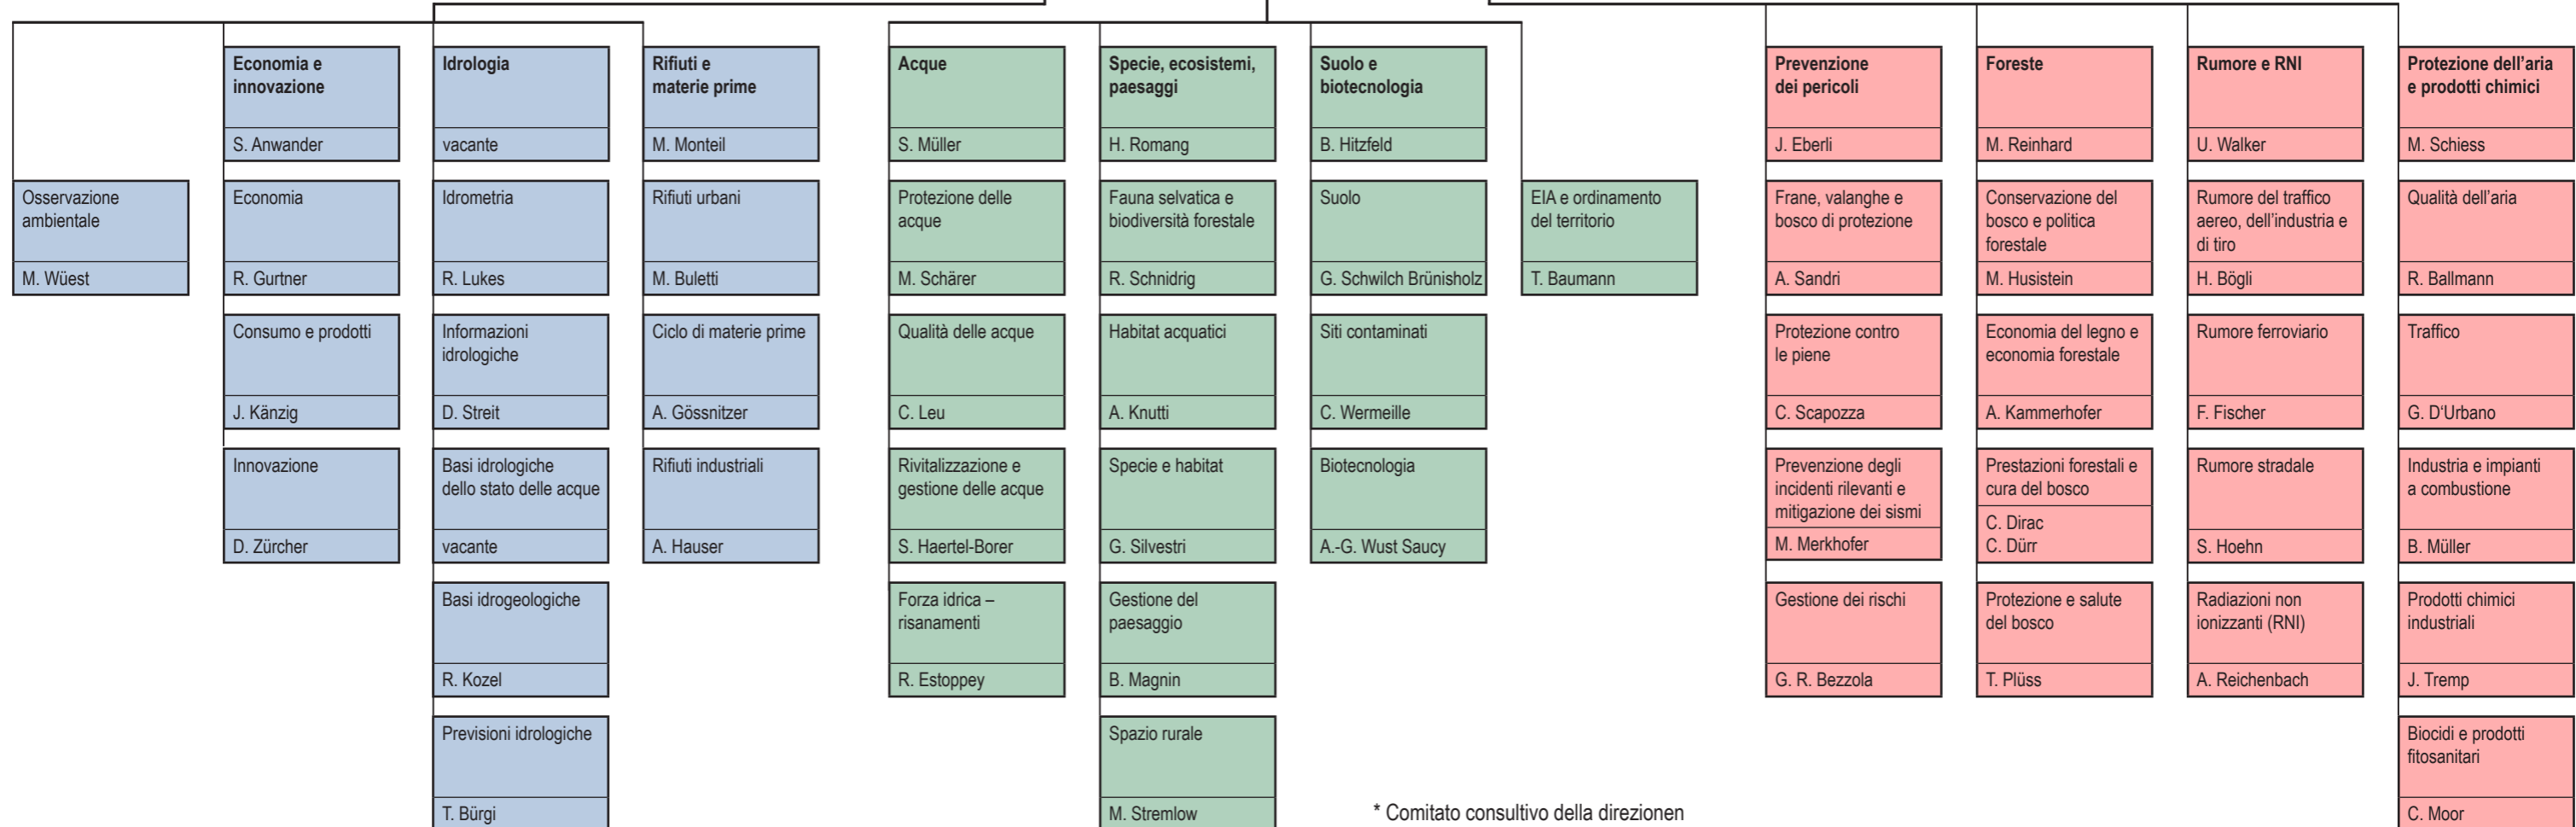 Osservazione
ambientale
M. Wüest
Economia e
innovazione
S. Anwander
Economia
R. Gurtner
Consumo e prodotti
J. Känzig
Innovazione
D. Zürcher
Idrologia
vacante
Idrometria
R. Lukes
Informazioni
idrologiche
D. Streit
Basi idrologiche
dello stato delle acque
vacante
Basi idrogeologiche
R. Kozel
Previsioni idrologiche
T. Bürgi
Rifiuti e
materie prime
M. Monteil
Rifiuti urbani
M. Buletti
Ciclo di materie prime
A. Gössnitzer
Rifiuti industriali
A. Hauser
Acque
S. Müller
Protezione delle
acque
M. Schärer
Qualità delle acque
C. Leu
Rivitalizzazione e
gestione delle acque
S. Haertel-Borer
Forza idrica –
risanamenti
R. Estoppey
Specie, ecosistemi,
paesaggi
H. Romang
Fauna selvatica e
biodiversità forestale
R. Schnidrig
Habitat acquatici
A. Knutti
Specie e habitat
G. Silvestri
Gestione del
paesaggio
B. Magnin
Spazio rurale
M. Stremlow
Suolo e
biotecnologia
B. Hitzfeld
Suolo
G. Schwilch Brünisholz
Siti contaminati
C. Wermeille
Biotecnologia
A.-G. Wust Saucy
EIA e ordinamento
del territorio
T. Baumann
Prevenzione
dei pericoli
J. Eberli
Frane, valanghe e
bosco di protezione
A. Sandri
Protezione contro
le piene
C. Scapozza
Prevenzione degli
incidenti rilevanti e
mitigazione dei sismi
M. Merkhofer
Gestione dei rischi
G. R. Bezzola
Foreste
M. Reinhard
Conservazione del
bosco e politica
forestale
M. Husistein
Economia del legno e
economia forestale
A. Kammerhofer
Prestazioni forestali e
cura del bosco
C. Dirac
C. Dürr
Protezione e salute
del bosco
T. Plüss
Rumore e RNI
U. Walker
Rumore del traffico
aereo, dell'industria e
di tiro
H. Bögli
Rumore ferroviario
F. Fischer
Rumore stradale
S. Hoehn
Radiazioni non
ionizzanti (RNI)
A. Reichenbach
Protezione dell'aria
e prodotti chimici
M. Schiess
Qualità dell'aria
R. Ballmann
Traffico
G. D‘Urbano
Industria e impianti
a combustione
B. Müller
Prodotti chimici
industriali
J. Tremp
Biocidi e prodotti
fitosanitari
C. Moor
* Comitato consultivo della direzionen